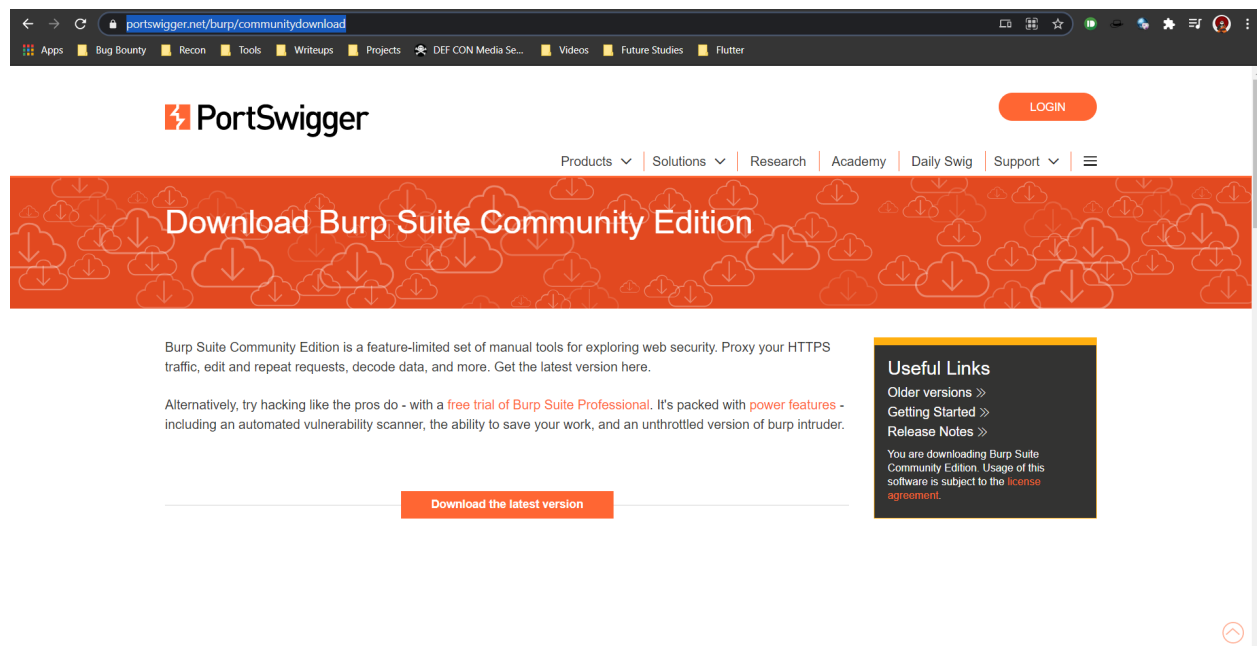 portswigger.net/burp/communitydownload
Apps Bug Bounty Recon Tools Writeups Projects DEF CON Media Se... Videos Future Studies Flutter
PortSwigger
LOGIN
Products Solutions Research Academy Daily Swig Support
Download Burp Suite Community Edition
Burp Suite Community Edition is a feature-limited set of manual tools for exploring web security. Proxy your HTTPS
traffic, edit and repeat requests, decode data, and more. Get the latest version here.
Alternatively, try hacking like the pros do - with a free trial of Burp Suite Professional. It's packed with power features -
including an automated vulnerability scanner, the ability to save your work, and an unthrottled version of burp intruder.
Download the latest version
Useful Links
Older versions »
Getting Started »
Release Notes »
You are downloading Burp Suite
Community Edition. Usage of this
software is subject to the license
agreement.